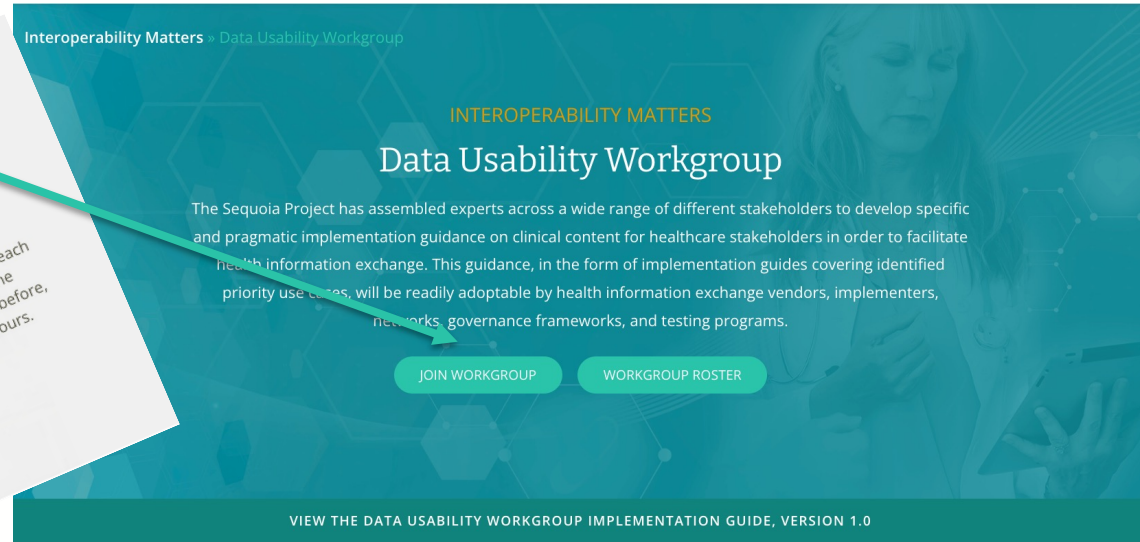 Interoperability Matters » Data Usability Workgroup
INTEROPERABILITY MATTERS
Data Usability Workgroup
The Sequoia Project has assembled experts across a wide range of different stakeholders to develop specific
and pragmatic implementation guidance on clinical content for healthcare stakeholders in order to facilitate
health information exchange. This guidance, in the form of implementation guides covering identified
priority use cases, will be readily adoptable by health information exchange vendors, implementers,
networks, governance frameworks, and testing programs.
JOIN WORKGROUP
WORKGROUP ROSTER
VIEW THE DATA USABILITY WORKGROUP IMPLEMENTATION GUIDE, VERSION 1.0
each
before,
ours.